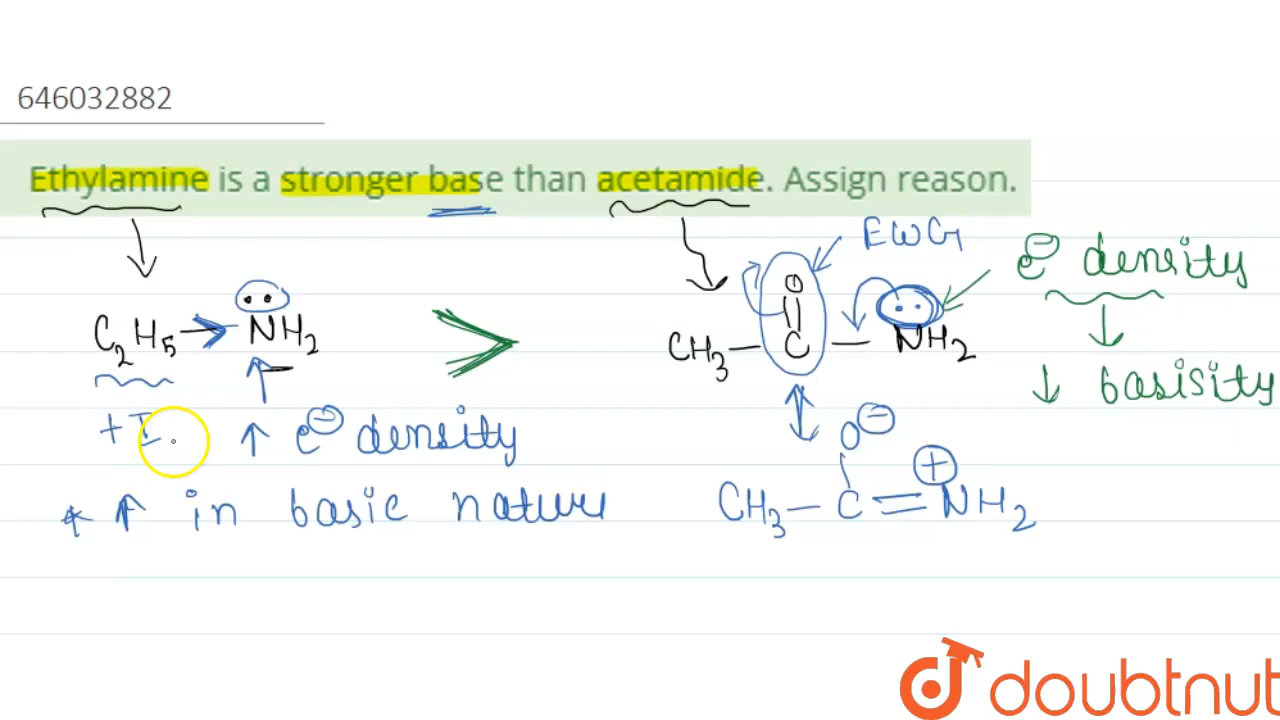 646032882
Ethylamine is a stronger base than acetamide. Assign reason.
EWG
e⊖ density
↓ basisity
C2H5 → NH2 > CH3 – C – NH2
O
+I. ↑ e⊖ density
* ↑ in basic nature
O⊖
CH3 – C = NH2
+
doubtnut